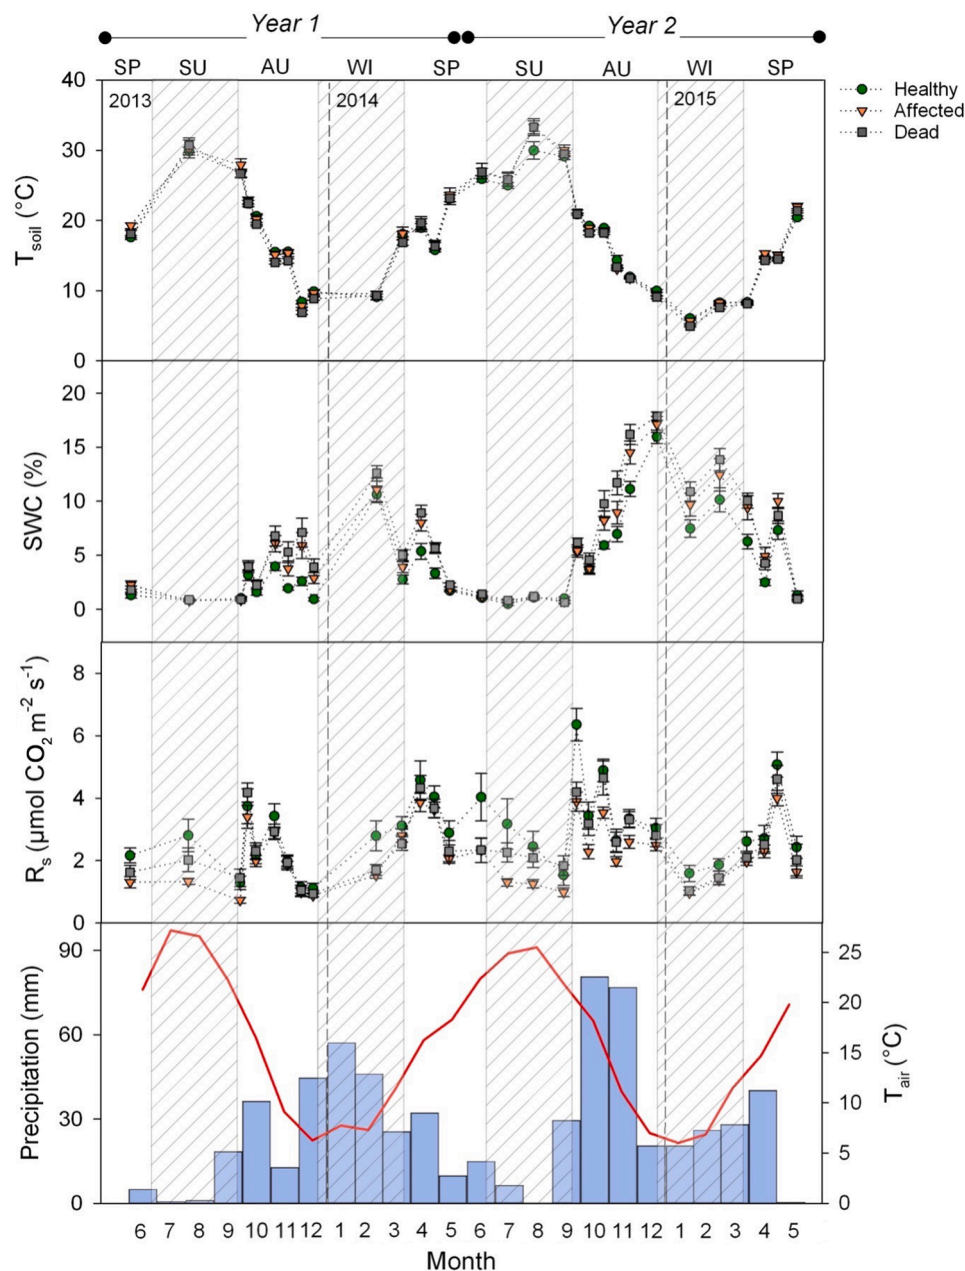 Year 1 Year 2
SP SU AU WI SP SU AU WI SP
2013 2014 2015
Healthy
Affected
Dead
T_soil (°C)
40
30
20
10
0
SWC (%)
20
15
10
5
0
R_s (μmol CO₂ m⁻² s⁻¹)
8
6
4
2
0
Precipitation (mm)
90
60
30
0
25
20
15
10
5
0
T_air (°C)
6 7 8 9 10 11 12 1 2 3 4 5 6 7 8 9 10 11 12 1 2 3 4 5
Month